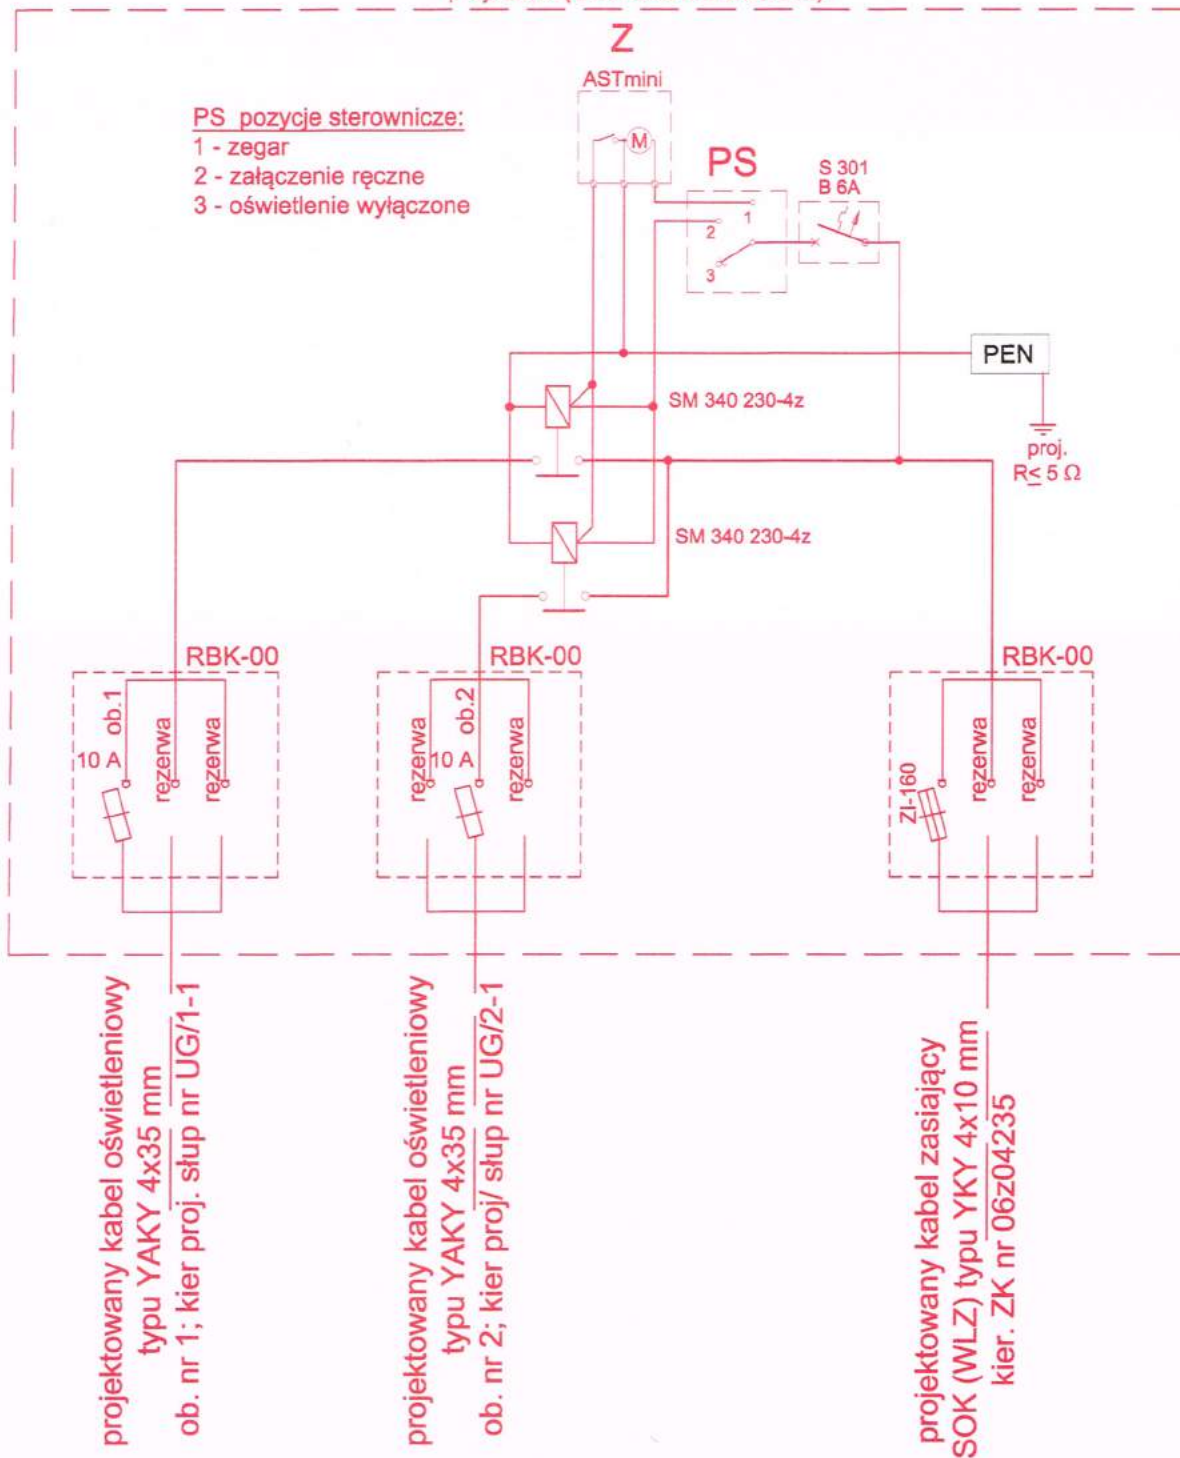 Z
ASTmini
M
PS pozycje sterownicze:
1 - zegar
2 - załączenie ręczne
3 - oświetlenie wyłączone
PS
1
2
3
S 301
B 6A
PEN
proj.
R≤ 5 Ω
SM 340 230-4z
SM 340 230-4z
RBK-00
ob.1
10 A
rezerwa
rezerwa
RBK-00
rezerwa
ob.2
10 A
rezerwa
RBK-00
ZI-160
rezerwa
rezerwa
projektowany kabel oświetleniowy
typu YAKY 4x35 mm
ob. nr 1; kier proj. słup nr UG/1-1
projektowany kabel oświetleniowy
typu YAKY 4x35 mm
ob. nr 2; kier proj/ słup nr UG/2-1
projektowany kabel zasiający
SOK (WLZ) typu YKY 4x10 mm
kier. ZK nr 06z04235